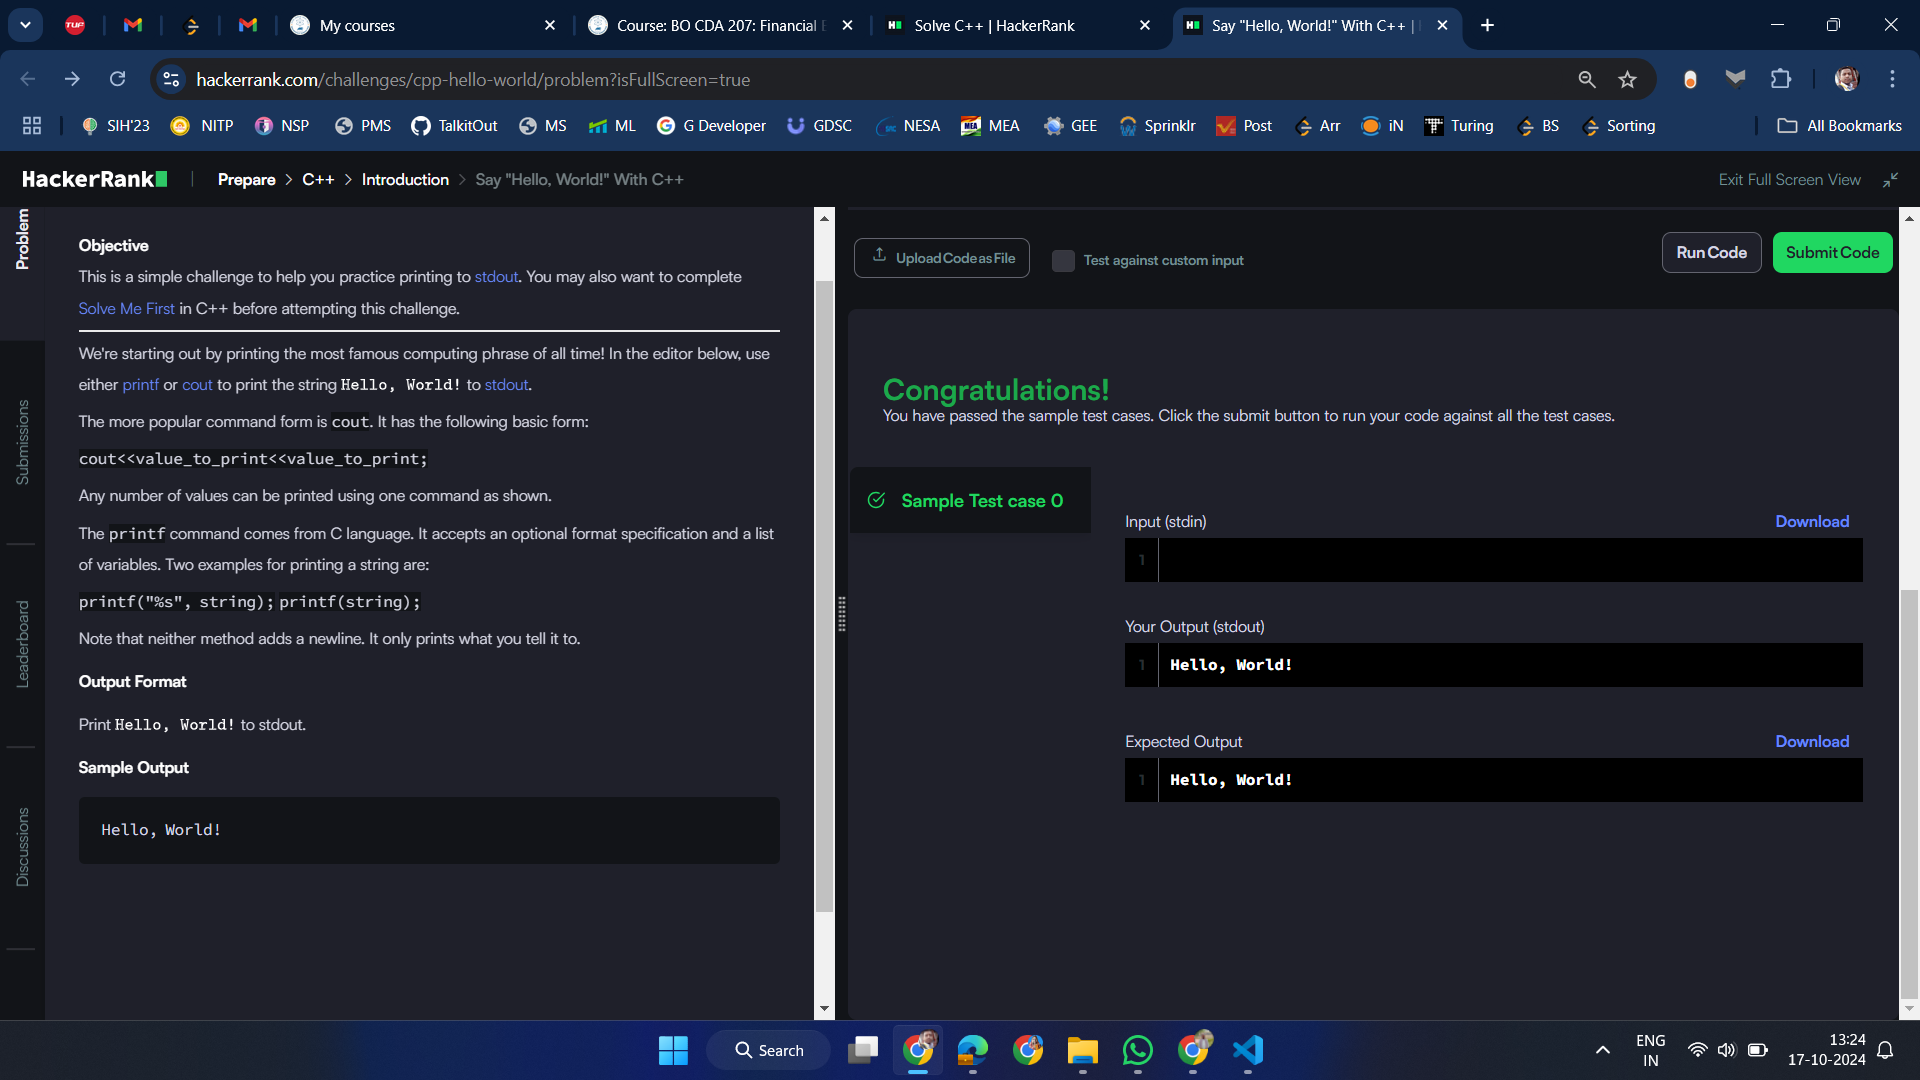 My courses
Course: BO CDA 207: Financial
Solve C++ | HackerRank
Say "Hello, World!" With C++ |
hackerrank.com/challenges/cpp-hello-world/problem?isFullScreen=true
SIH'23
NITP
NSP
PMS
TalkitOut
MS
ML
G Developer
GDSC
NESA
MEA
GEE
Sprinklr
Post
Arr
iN
Turing
BS
Sorting
All Bookmarks
HackerRank
Prepare > C++ > Introduction > Say "Hello, World!" With C++
Exit Full Screen View
Problem
Submissions
Leaderboard
Discussions
Objective
This is a simple challenge to help you practice printing to stdout. You may also want to complete
Solve Me First in C++ before attempting this challenge.
We're starting out by printing the most famous computing phrase of all time! In the editor below, use
either printf or cout to print the string Hello, World! to stdout.
The more popular command form is cout. It has the following basic form:
cout<<value_to_print<<value_to_print;
Any number of values can be printed using one command as shown.
The printf command comes from C language. It accepts an optional format specification and a list
of variables. Two examples for printing a string are:
printf("%s", string); printf(string);
Note that neither method adds a newline. It only prints what you tell it to.
Output Format
Print Hello, World! to stdout.
Sample Output
Hello, World!
Upload Code as File
Test against custom input
Run Code
Submit Code
Congratulations!
You have passed the sample test cases. Click the submit button to run your code against all the test cases.
Sample Test case 0
Input (stdin)
Download
1
Your Output (stdout)
1 Hello, World!
Expected Output
Download
1 Hello, World!
Search
ENG
IN
13:24
17-10-2024